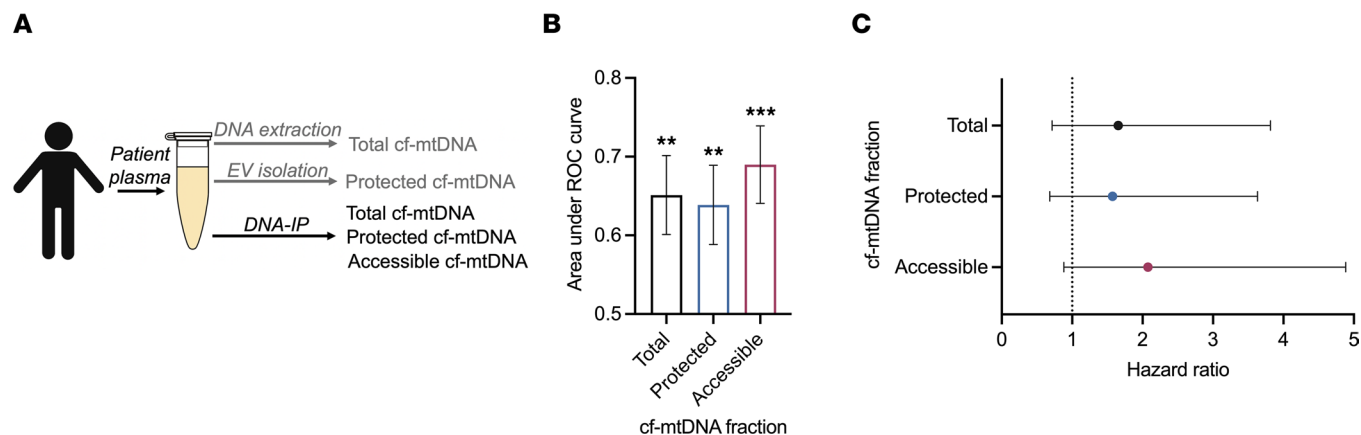 A
Patient
plasma
DNA extraction
Total cf-mtDNA
EV isolation
Protected cf-mtDNA
DNA-IP
Total cf-mtDNA
Protected cf-mtDNA
Accessible cf-mtDNA
B
Area under ROC curve
0.8
0.7
0.6
0.5
**
**
***
Total
Protected
Accessible
cf-mtDNA fraction
C
cf-mtDNA fraction
Total
Protected
Accessible
0 1 2 3 4 5
Hazard ratio